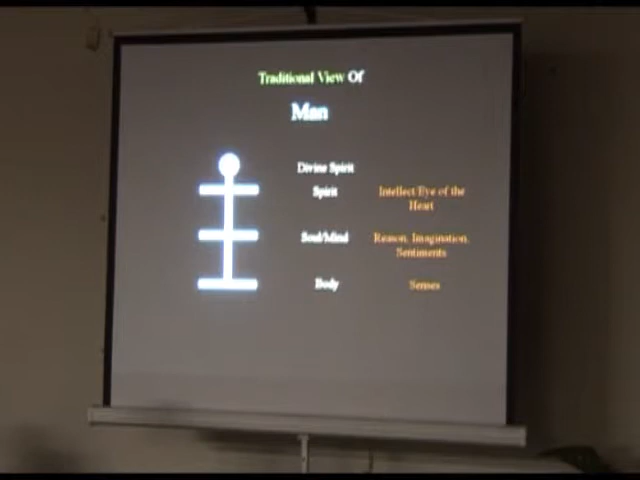 Traditional View Of
Man
Divine Spirit
Spirit
Intellect/Eye of the
Heart
Soul/Mind
Reason, Imagination,
Sentiments
Body
Senses